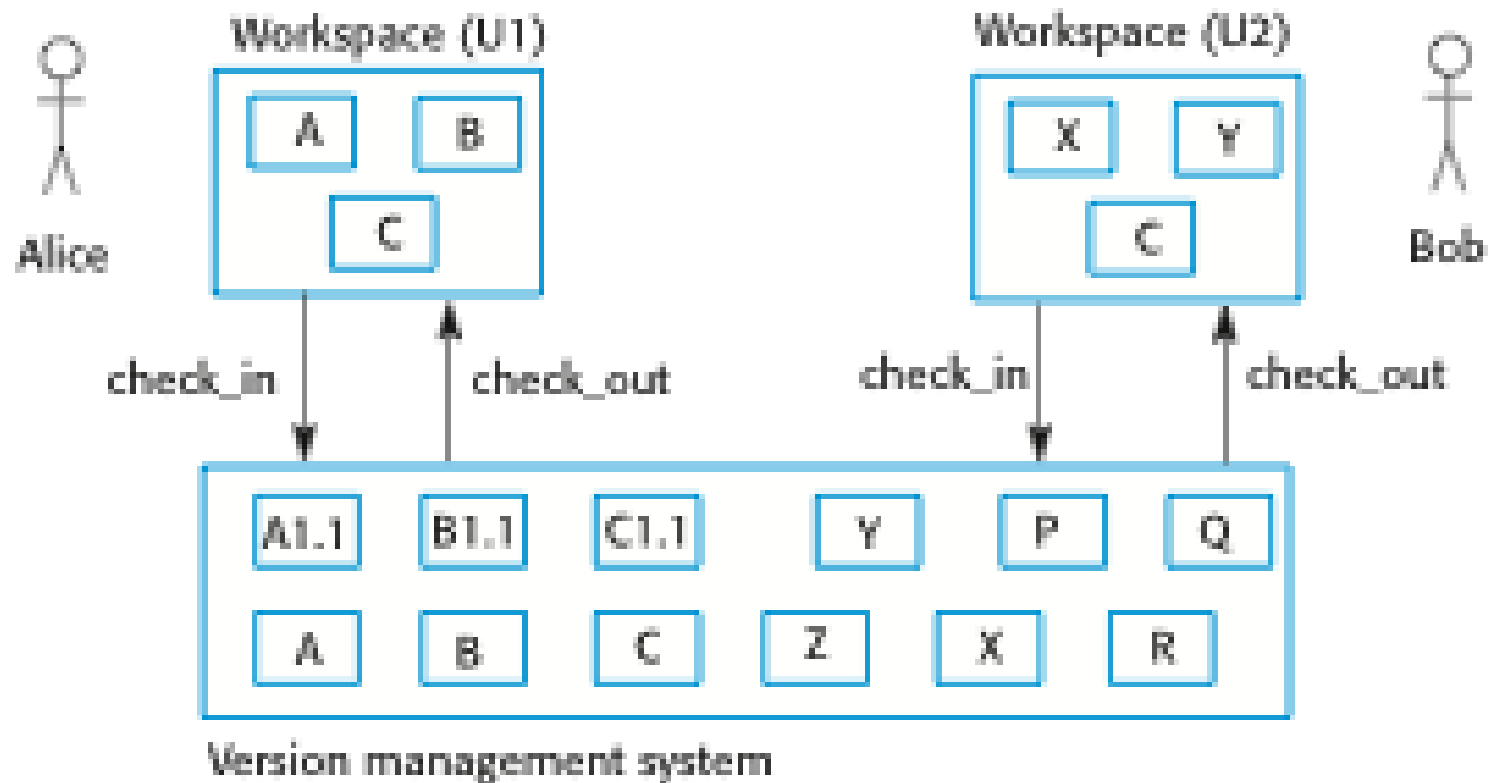 Workspace (U1)
Workspace (U2)
A
B
X
Y
C
C
Alice
Bob
check_in
check_out
check_in
check_out
A1.1
B1.1
C1.1
Y
P
Q
A
B
C
Z
X
R
Version management system